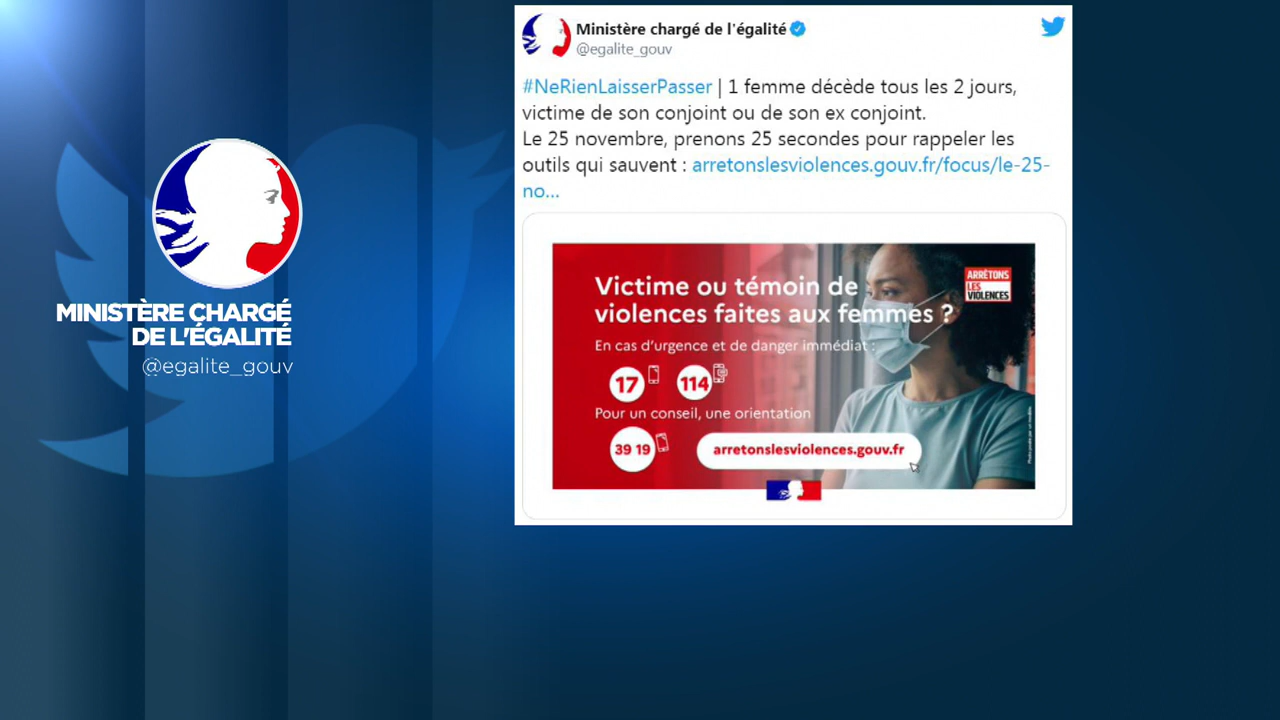 MINISTÈRE CHARGÉ
DE L'ÉGALITÉ
@egalite_gouv
Ministère chargé de l'égalité
@egalite_gouv
#NeRienLaisserPasser | 1 femme décède tous les 2 jours,
victime de son conjoint ou de son ex conjoint.
Le 25 novembre, prenons 25 secondes pour rappeler les
outils qui sauvent : arretonslesviolences.gouv.fr/focus/le-25-
no...
ARRÊTONS
LES
VIOLENCES
Victime ou témoin de
violences faites aux femmes ?
En cas d'urgence et de danger immédiat :
17 114
Pour un conseil, une orientation
39 19 arretonslesviolences.gouv.fr